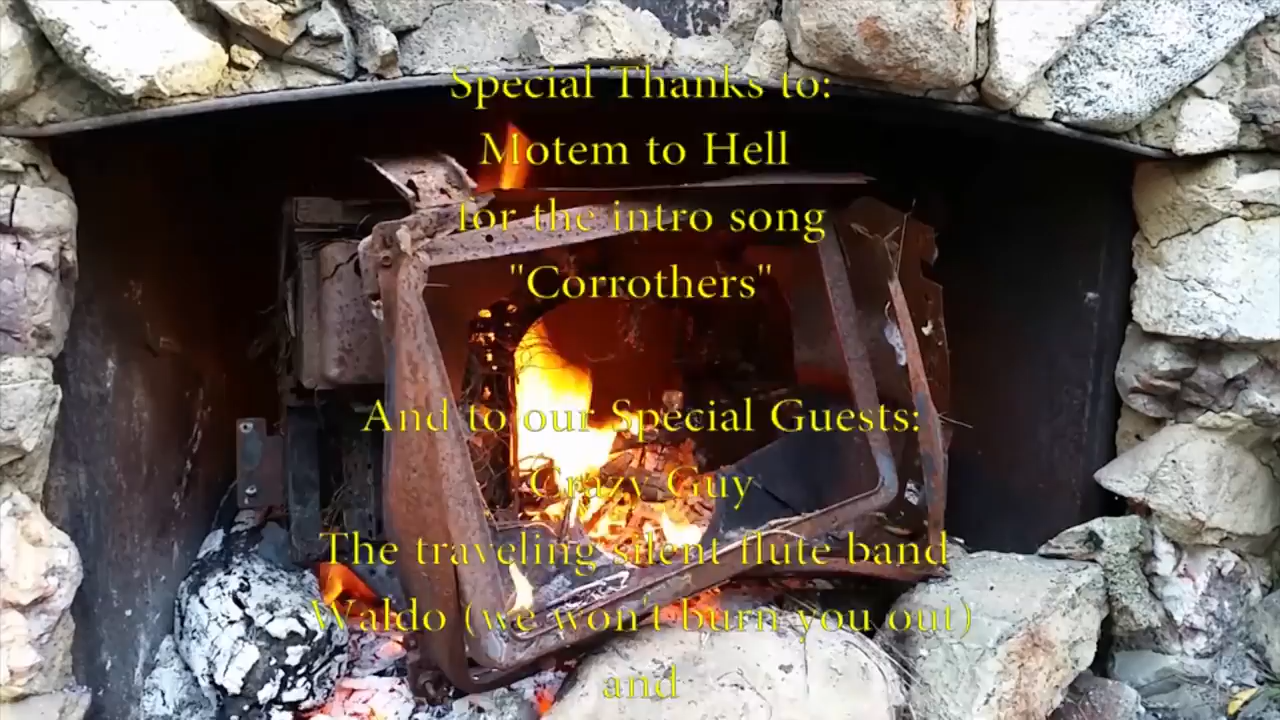 Special Thanks to:
Motem to Hell
for the intro song
"Corrothers"
And to our Special Guests:
Crazy Guy
The traveling silent flute band
Waldo (we won't burn you out)
and